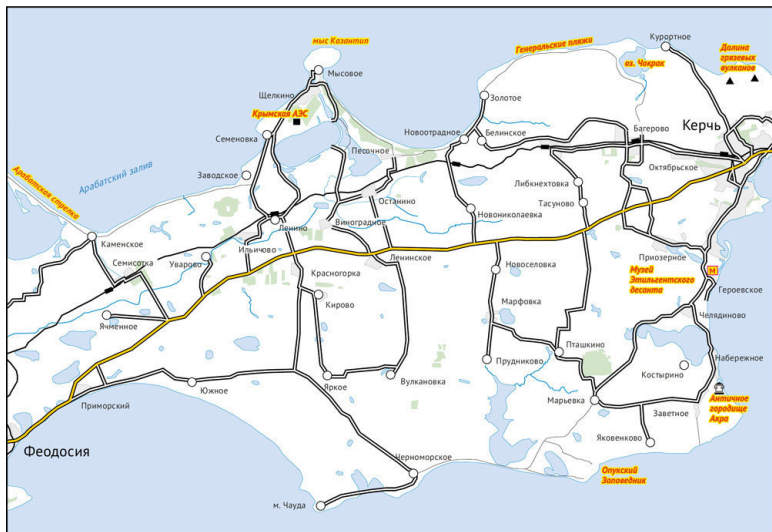 мыс Казантип
Мысовое
Щелкино
Крымская АЭС
Семеновка
Песочное
Заводское
Арабатский залив
Арабатская стрелка
Генеральские пляжи
Курортное
оз. Чокрак
Долина
грязевых
вулканов
Золотое
Новоотрадное
Белинское
Багерово
Керчь
Октябрьское
Либкнехтовка
Тасуново
Останино
Ленино
Виноградное
Новониколаевка
Каменское
Семисотка
Уварово
Ильичово
Ленинское
Красногорка
Новоселовка
Приозерное
Музей
Этильгентского
десанта
М
Героевское
Кирово
Марфовка
Челядиново
Ячменное
Пташкино
Прудниково
Набережное
Костырино
Южное
Яркое
Вулкановка
Приморский
Марьевка
Заветное
Античное
городище
Акра
Яковенково
Феодосия
Черноморское
Опукский
Заповедник
м. Чауда